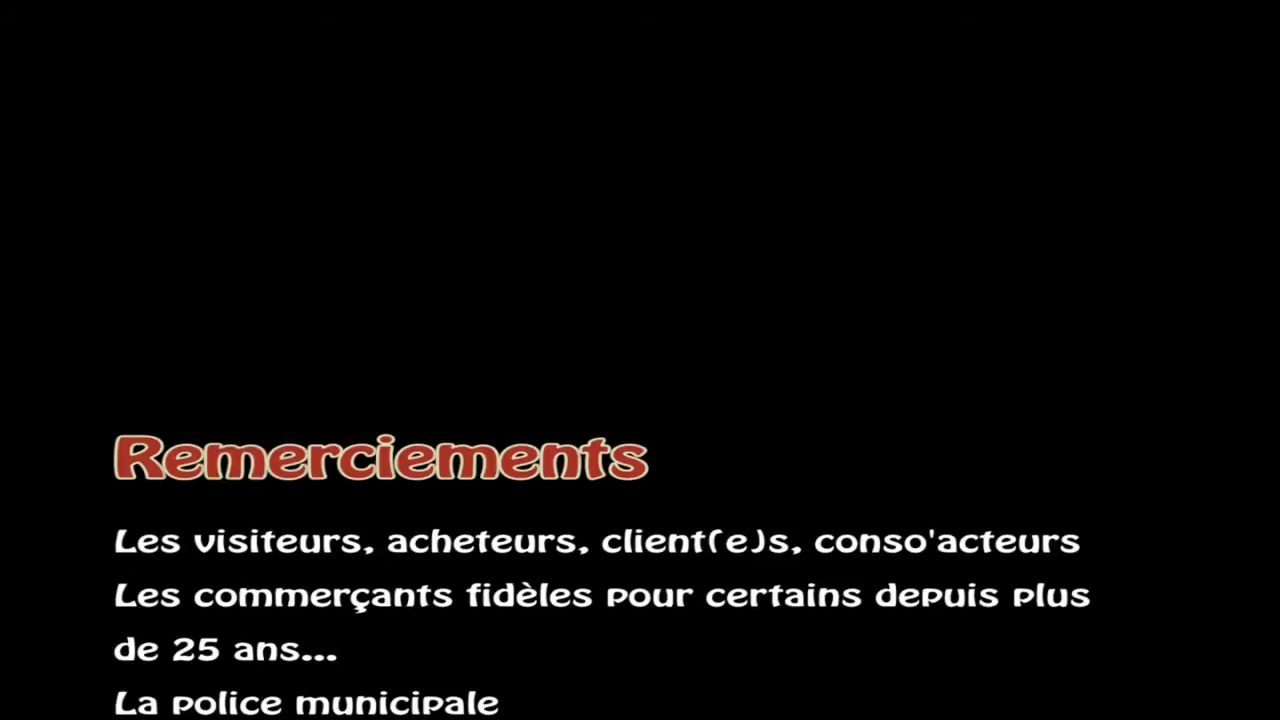 Remerciements
Les visiteurs, acheteurs, client(e)s, conso'acteurs
Les commerçants fidèles pour certains depuis plus
de 25 ans...
La police municipale